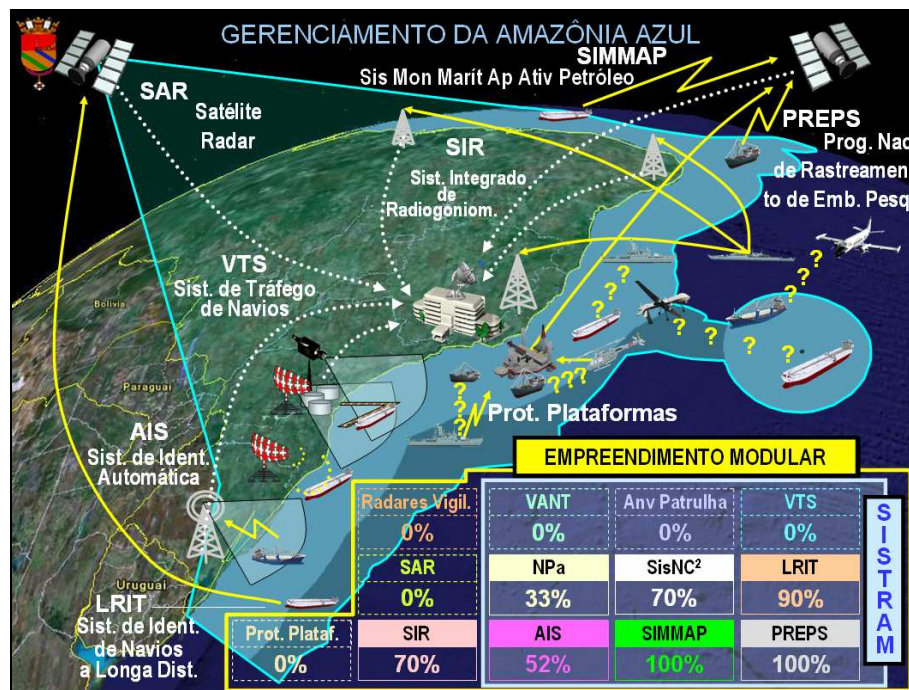 GERENCIAMENTO DA AMAZÔNIA AZUL
SIMMAP
Sis Mon Marít Ap Ativ Petróleo
SAR
Satélite
Radar
PREPS
Prog. Nac
de Rastreamen
to de Emb. Pesq
SIR
Sist. Integrado
de
Radiogoniom.
VTS
Sist. de Tráfego
de Navios
Bolivia
?
?
?
?
?
?
?
?
?
?
?
?
?
???
?
?
?
?
Paraguai
Prot. Plataformas
AIS
Sist. de Ident.
Automática
Uruguai
LRIT
Sist. de Ident.
de Navios
a Longa Dist.
EMPREENDIMENTO MODULAR
Radares Vigil.
0%
VANT
0%
Anv Patrulha
0%
VTS
0%
SAR
0%
NPa
33%
SisNC²
70%
LRIT
90%
Prot. Plataf.
0%
SIR
70%
AIS
52%
SIMMAP
100%
PREPS
100%
SISTRAM